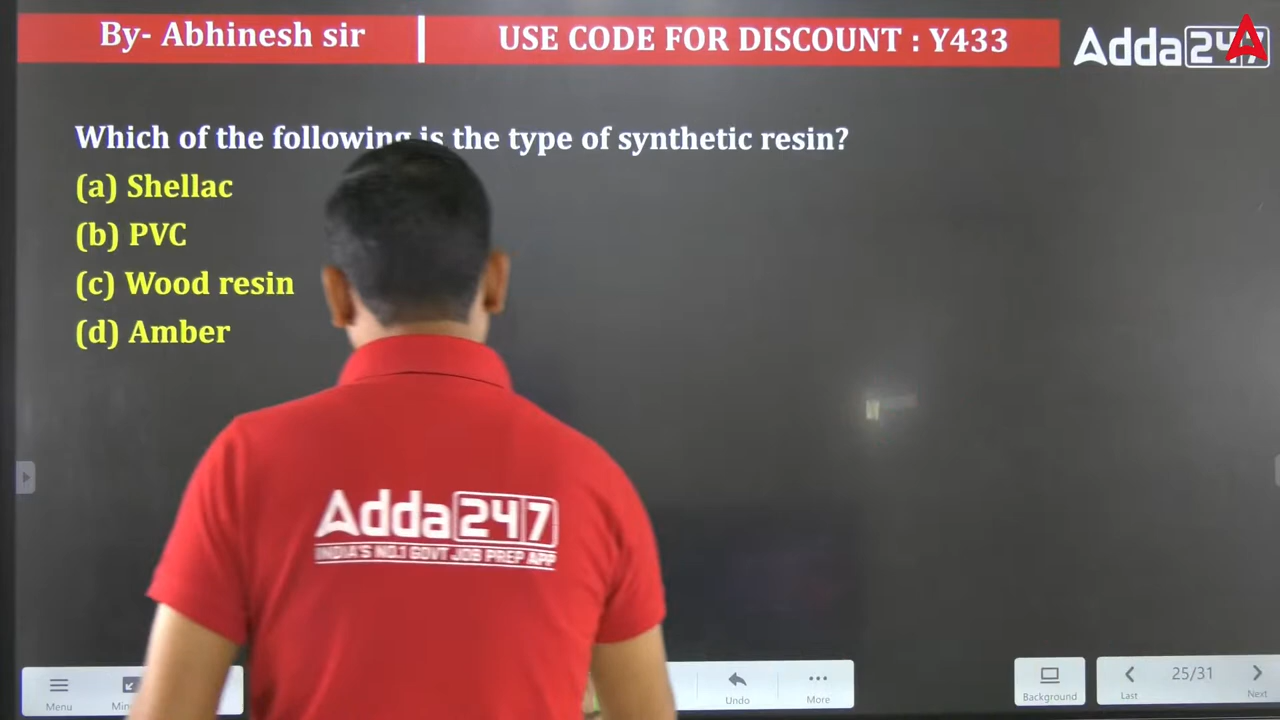 By- Abhinesh sir
USE CODE FOR DISCOUNT : Y433
Adda247
Which of the following is the type of synthetic resin?
(a) Shellac
(b) PVC
(c) Wood resin
(d) Amber
Adda247
INDIA'S NO.1 GOVT JOB PREP APP
Menu
Undo
More
Background
Last
25/31
Next